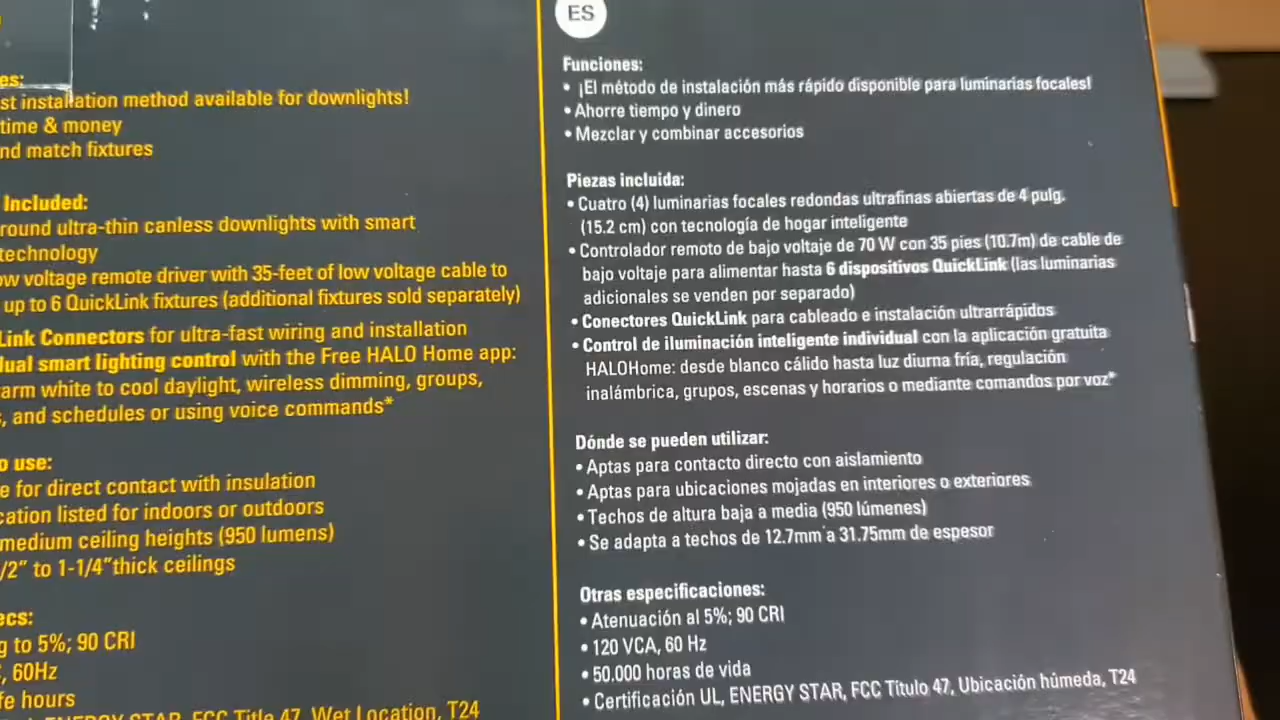 es:
st installation method available for downlights!
time & money
nd match fixtures
Included:
round ultra-thin canless downlights with smart
technology
ow voltage remote driver with 35-feet of low voltage cable to
up to 6 QuickLink fixtures (additional fixtures sold separately)
Link Connectors for ultra-fast wiring and installation
dual smart lighting control with the Free HALO Home app:
arm white to cool daylight, wireless dimming, groups,
, and schedules or using voice commands*
o use:
e for direct contact with insulation
cation listed for indoors or outdoors
medium ceiling heights (950 lumens)
/2" to 1-1/4"thick ceilings
ecs:
g to 5%; 90 CRI
, 60Hz
fe hours
ENERGY STAR, FCC Title 47, Wet Location, T24
ES
Funciones:
• ¡El método de instalación más rápido disponible para luminarias focales!
• Ahorre tiempo y dinero
• Mezclar y combinar accesorios
Piezas incluida:
• Cuatro (4) luminarias focales redondas ultrafinas abiertas de 4 pulg.
(15.2 cm) con tecnología de hogar inteligente
• Controlador remoto de bajo voltaje de 70 W con 35 pies (10.7m) de cable de
bajo voltaje para alimentar hasta 6 dispositivos QuickLink (las luminarias
adicionales se venden por separado)
• Conectores QuickLink para cableado e instalación ultrarrápidos
• Control de iluminación inteligente individual con la aplicación gratuita
HALOHome: desde blanco cálido hasta luz diurna fría, regulación
inalámbrica, grupos, escenas y horarios o mediante comandos por voz*
Dónde se pueden utilizar:
• Aptas para contacto directo con aislamiento
• Aptas para ubicaciones mojadas en interiores o exteriores
• Techos de altura baja a media (950 lúmenes)
• Se adapta a techos de 12.7mm a 31.75mm de espesor
Otras especificaciones:
• Atenuación al 5%; 90 CRI
• 120 VCA, 60 Hz
• 50.000 horas de vida
• Certificación UL, ENERGY STAR, FCC Título 47, Ubicación húmeda, T24